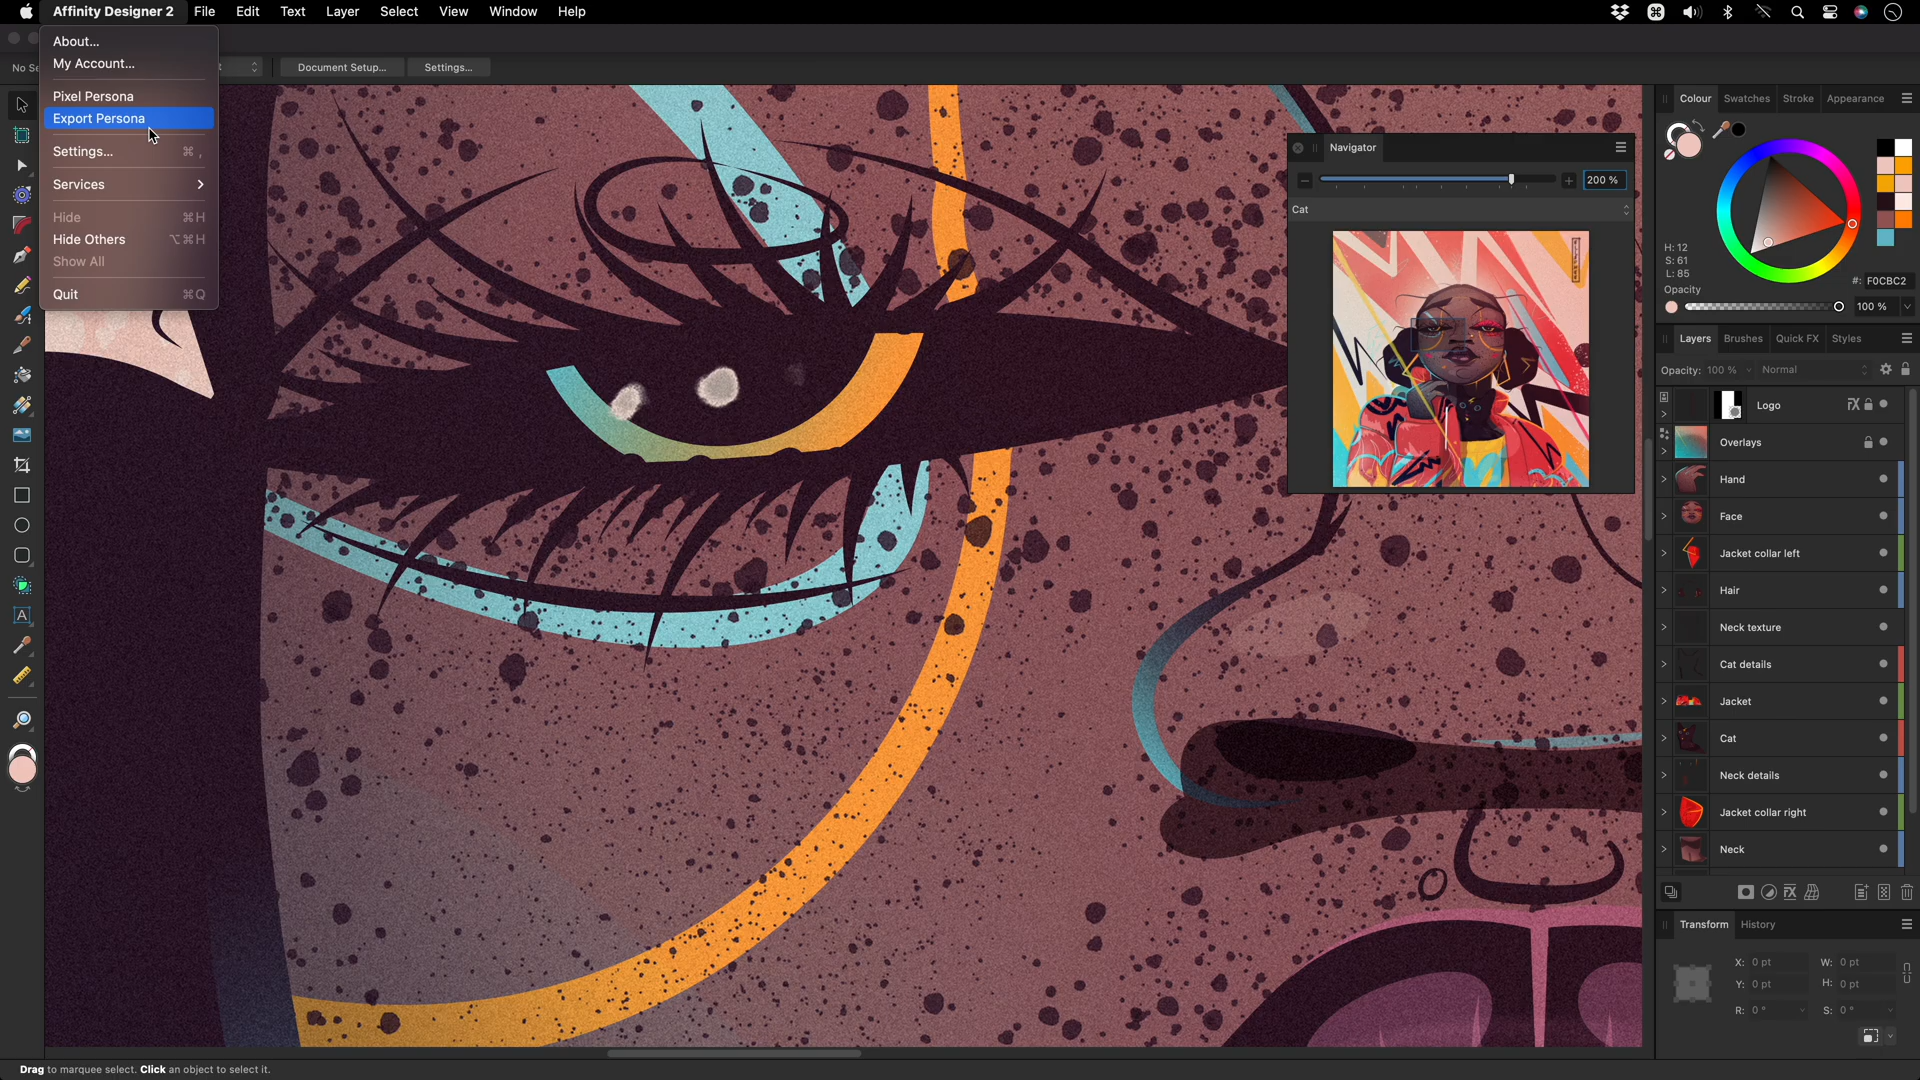 Affinity Designer 2 File Edit Text Layer Select View Window Help
About...
My Account...
Pixel Persona
Export Persona
Settings... ⌘ ,
Services
Hide ⌘H
Hide Others ⌥⌘H
Show All
Quit ⌘Q
No Se
Document Setup... Settings...
Navigator
200 %
Cat
Colour Swatches Stroke Appearance
H: 12
S: 61
L: 85
#: F0CBC2
Opacity
100 %
Layers Brushes Quick FX Styles
Opacity: 100 % Normal
Logo
Overlays
Hand
Face
Jacket collar left
Hair
Neck texture
Cat details
Jacket
Cat
Neck details
Jacket collar right
Neck
Transform History
X: 0 pt W: 0 pt
Y: 0 pt H: 0 pt
R: 0 ° S: 0 °
Drag to marquee select. Click an object to select it.